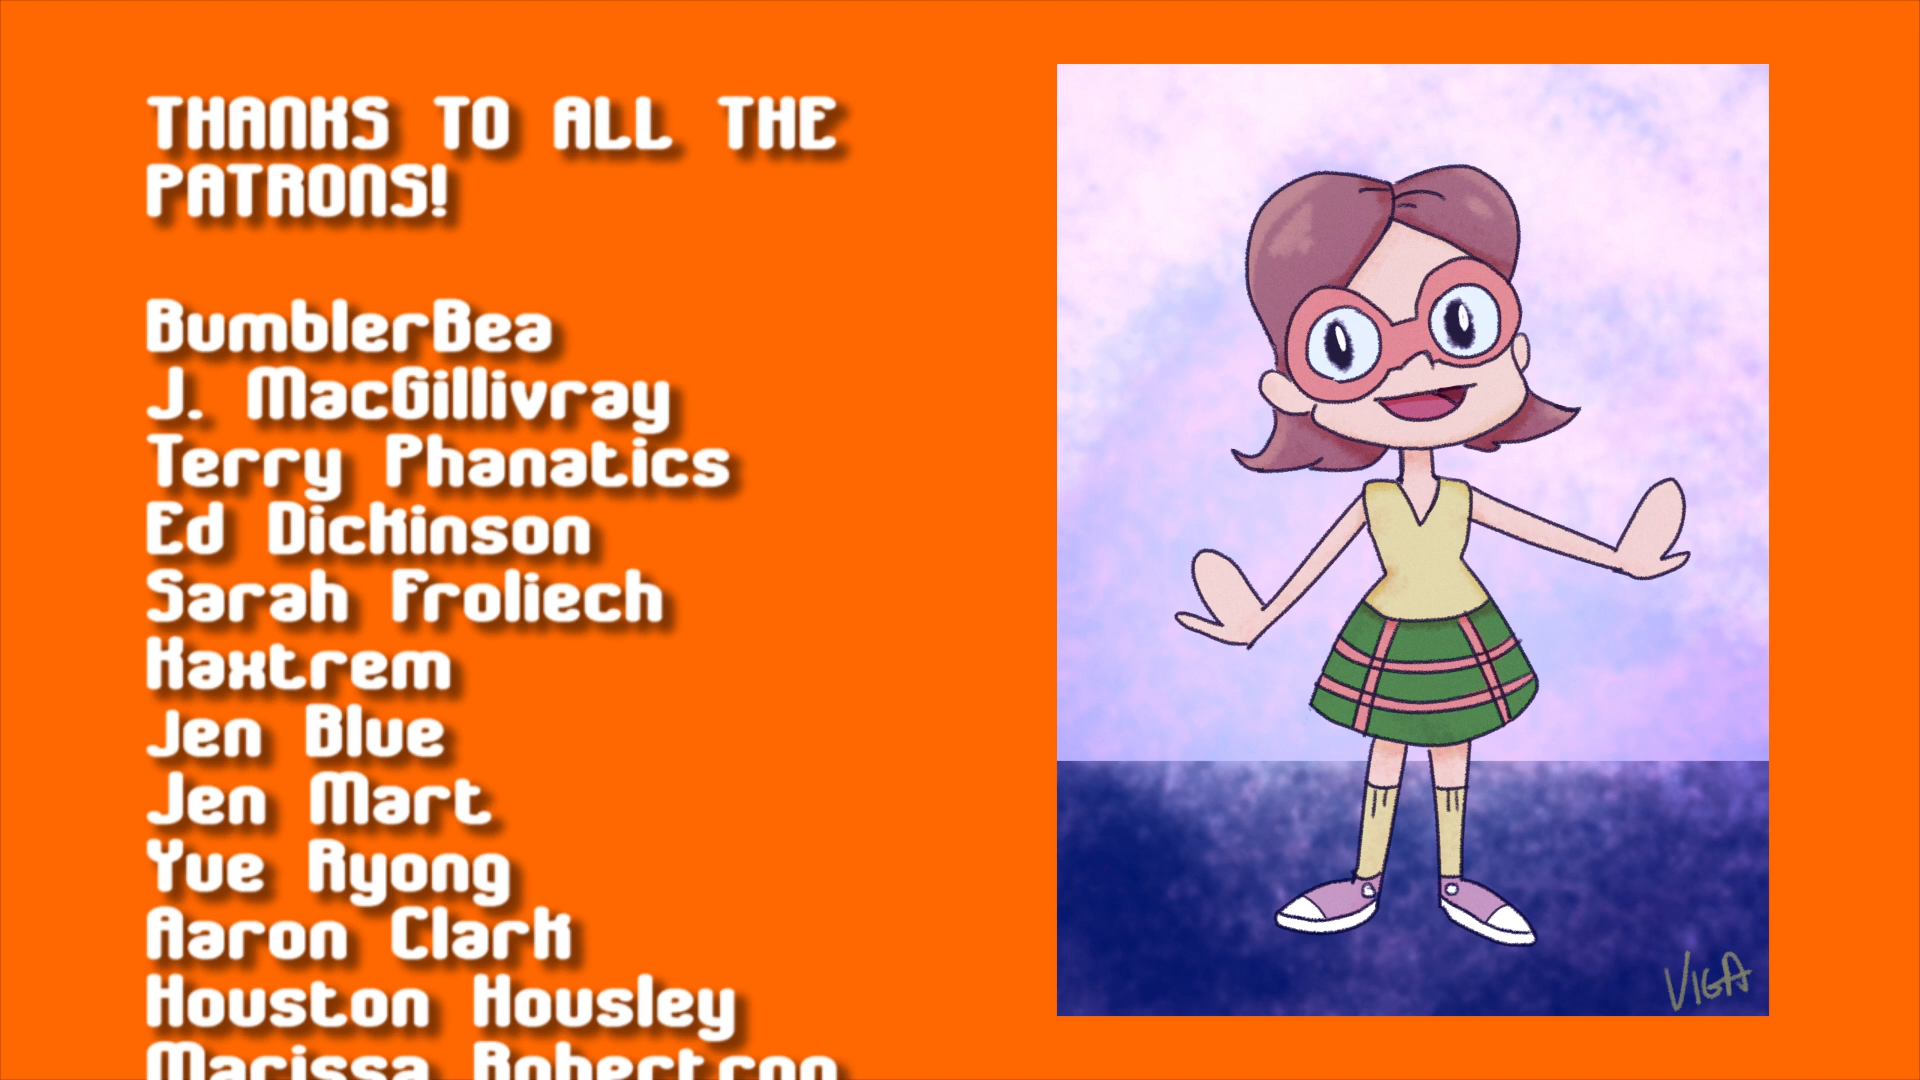 THANKS TO ALL THE
PATRONS!
BumblerBea
J. MacGillivray
Terry Phanatics
Ed Dickinson
Sarah Froliech
Kaxtrem
Jen Blue
Jen Mart
Yue Ryong
Aaron Clark
Houston Housley
Marissa
VIGA